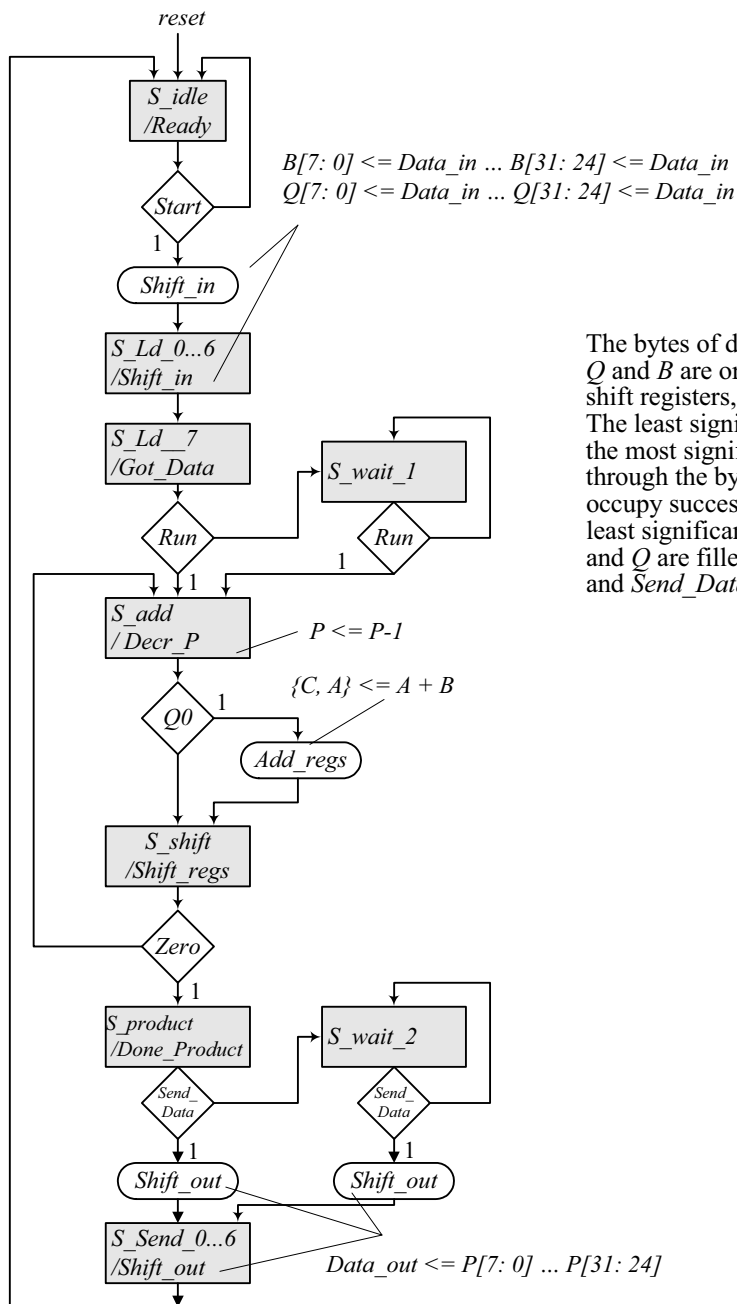 reset
S_idle
/Ready
B[7: 0] <= Data_in ... B[31: 24] <= Data_in
Q[7: 0] <= Data_in ... Q[31: 24] <= Data_in
Start
1
Shift_in
S_Ld_0...6
/Shift_in
The bytes of d
Q and B are or
shift registers,
The least signi
the most signif
through the by
occupy succes
least significan
and Q are fille
and Send_Data
S_Ld__7
/Got_Data
S_wait_1
Run
Run
1
1
S_add
/ Decr_P
P <= P-1
{C, A} <= A + B
Q0
1
Add_regs
S_shift
/Shift_regs
Zero
1
S_product
/Done_Product
S_wait_2
Send_
Data
Send_
Data
1
1
Shift_out
Shift_out
S_Send_0...6
/Shift_out
Data_out <= P[7: 0] ... P[31: 24]